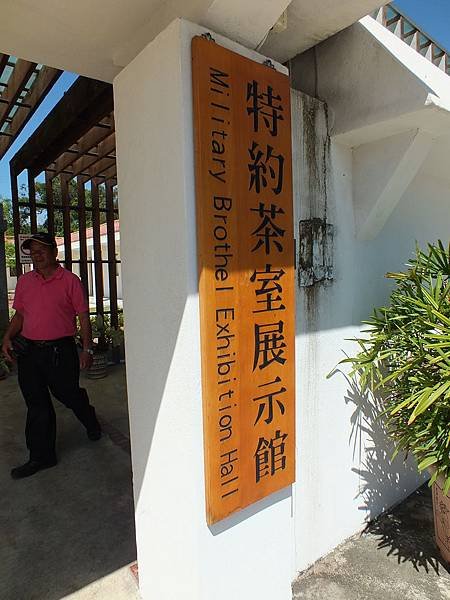 特約茶室展示館
Military Brothel Exhibition Hall